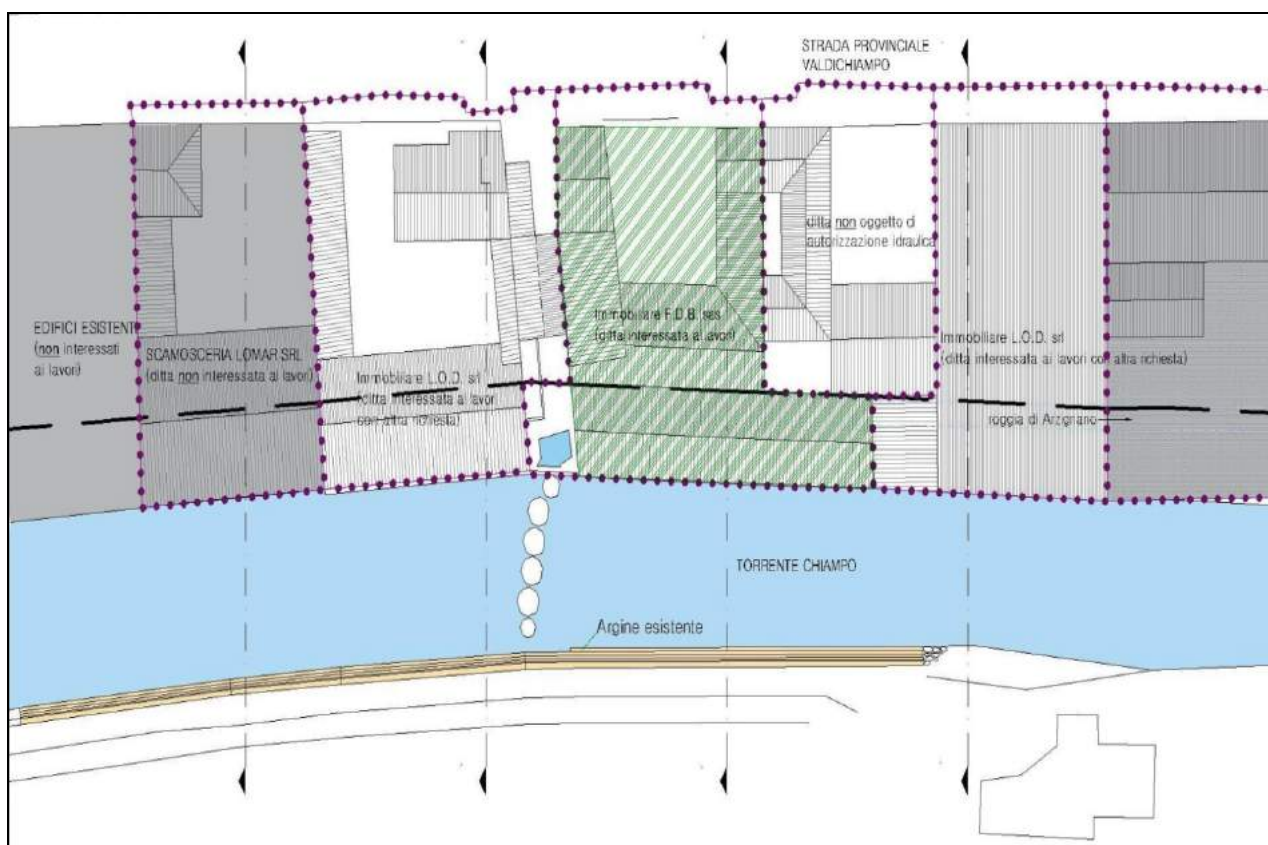 STRADA PROVINCIALE
VALDICHIAMPO
ditta non oggetto di
autorizzazione idraulica
EDIFICI ESISTENTI
(non interessati
ai lavori)
SCAMOSCERIA LOMAR SRL
(ditta non interessata ai lavori)
Immobiliare L.O.D. srl
(ditta interessata ai lavori
con altra richiesta)
Immobiliare F.D.B. sas
(ditta interessata ai lavori)
Immobiliare L.O.D. srl
(ditta interessata ai lavori con altra richiesta)
roggia di Arzignano
TORRENTE CHIAMPO
Argine esistente